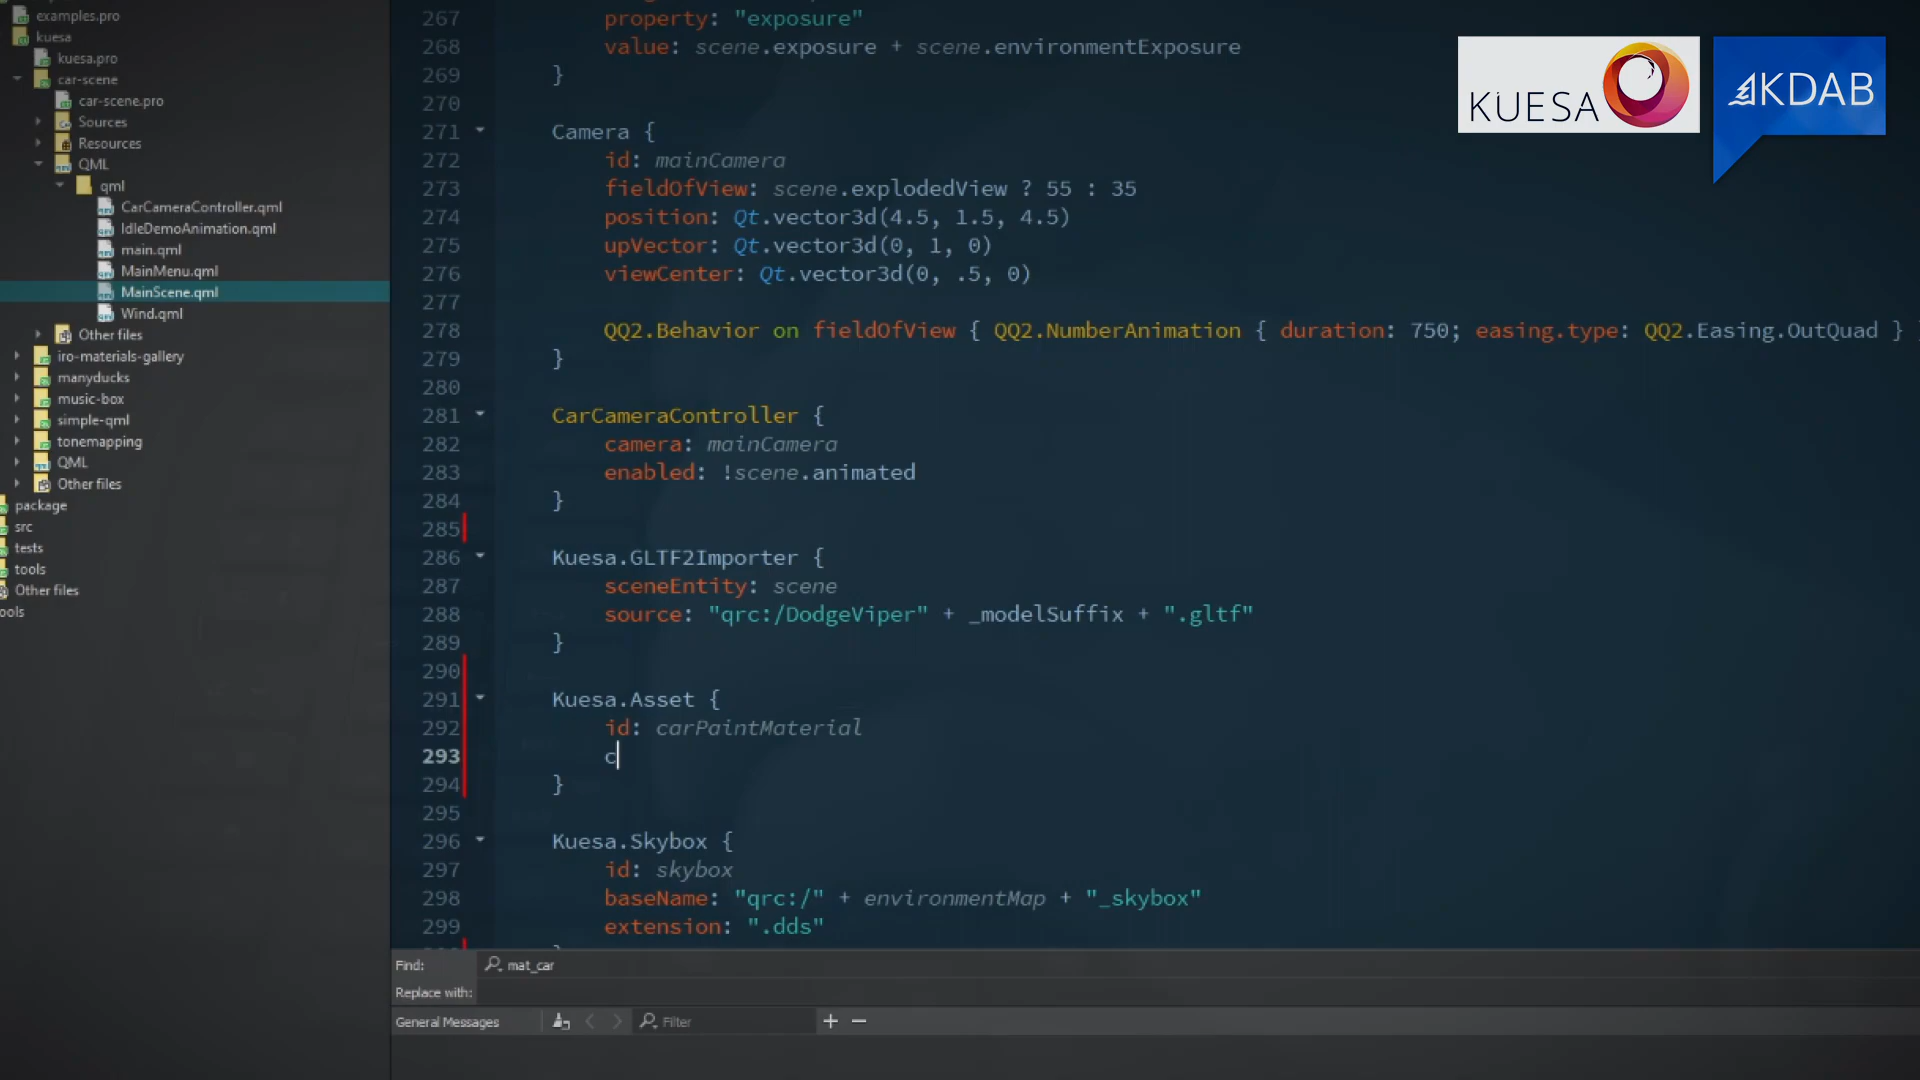 examples.pro
kuesa
kuesa.pro
car-scene
car-scene.pro
Sources
Resources
QML
qml
CarCameraController.qml
IdleDemoAnimation.qml
main.qml
MainMenu.qml
MainScene.qml
Wind.qml
Other files
iro-materials-gallery
manyducks
music-box
simple-qml
tonemapping
QML
Other files
package
src
tests
tools
Other files
ools
267 property: "exposure"
268 value: scene.exposure + scene.environmentExposure
269 }
270
271 Camera {
272 id: mainCamera
273 fieldOfView: scene.explodedView ? 55 : 35
274 position: Qt.vector3d(4.5, 1.5, 4.5)
275 upVector: Qt.vector3d(0, 1, 0)
276 viewCenter: Qt.vector3d(0, .5, 0)
277
278 QQ2.Behavior on fieldOfView { QQ2.NumberAnimation { duration: 750; easing.type: QQ2.Easing.OutQuad }
279 }
280
281 CarCameraController {
282 camera: mainCamera
283 enabled: !scene.animated
284 }
285
286 Kuesa.GLTF2Importer {
287 sceneEntity: scene
288 source: "qrc:/DodgeViper" + _modelSuffix + ".gltf"
289 }
290
291 Kuesa.Asset {
292 id: carPaintMaterial
293 c
294 }
295
296 Kuesa.Skybox {
297 id: skybox
298 baseName: "qrc:/" + environmentMap + "_skybox"
299 extension: ".dds"
KUESA
KDAB
Find: mat_car
Replace with:
General Messages Filter